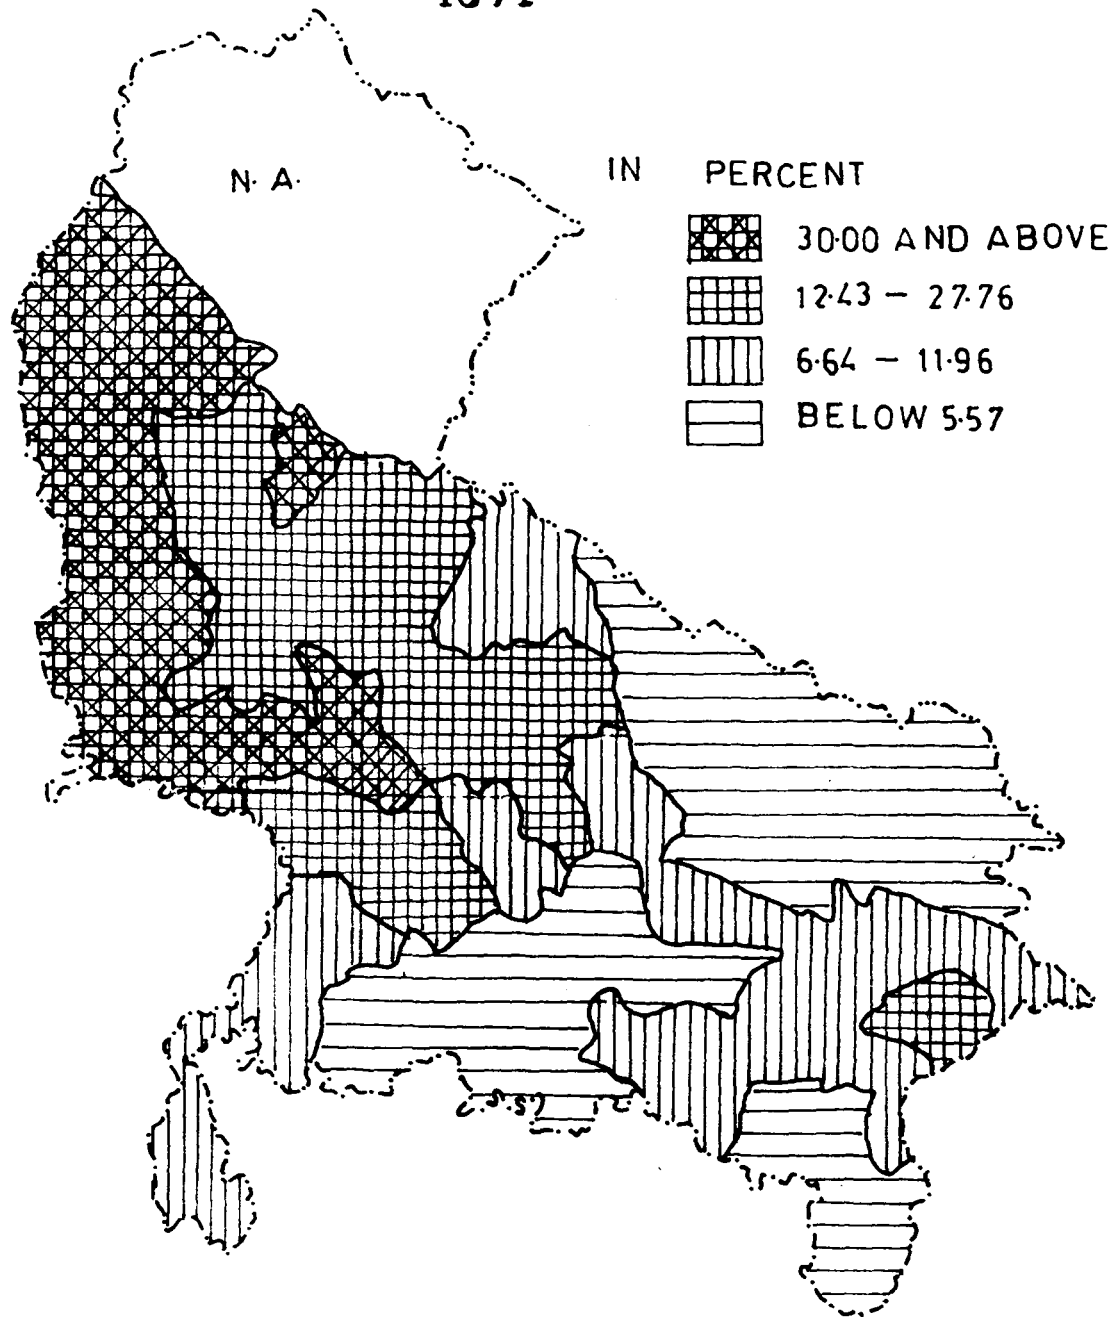 N. A.
IN PERCENT
30·00 AND ABOVE
12·43 – 27·76
6·64 – 11·96
BELOW 5·57